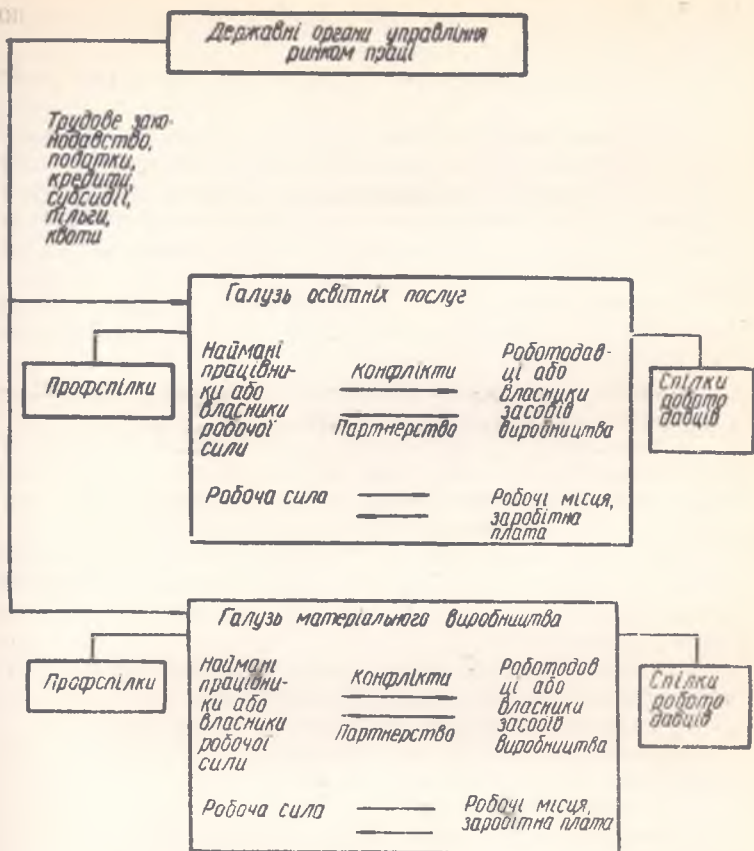 Державні органи управління
ринком праці
Трудове зако-
нодавство,
податки,
кредити,
субсидії,
пільги,
квоти
Галузь освітніх послуг
Профспілки
Наймані
працівни-
ки або
власники
робочої
сили
Конфлікти
Партнерство
Роботодав-
ці або
власники
засобів
виробництва
Спілки
робото
давців
Робоча сила
Робочі місця,
заробітна
плата
Галузь матеріального виробництва
Профспілки
Наймані
працівни-
ки або
власники
робочої
сили
Конфлікти
Партнерство
Роботодав
ці або
власники
засобів
виробництва
Спілки
робото
давців
Робоча сила
Робочі місця,
заробітна плата